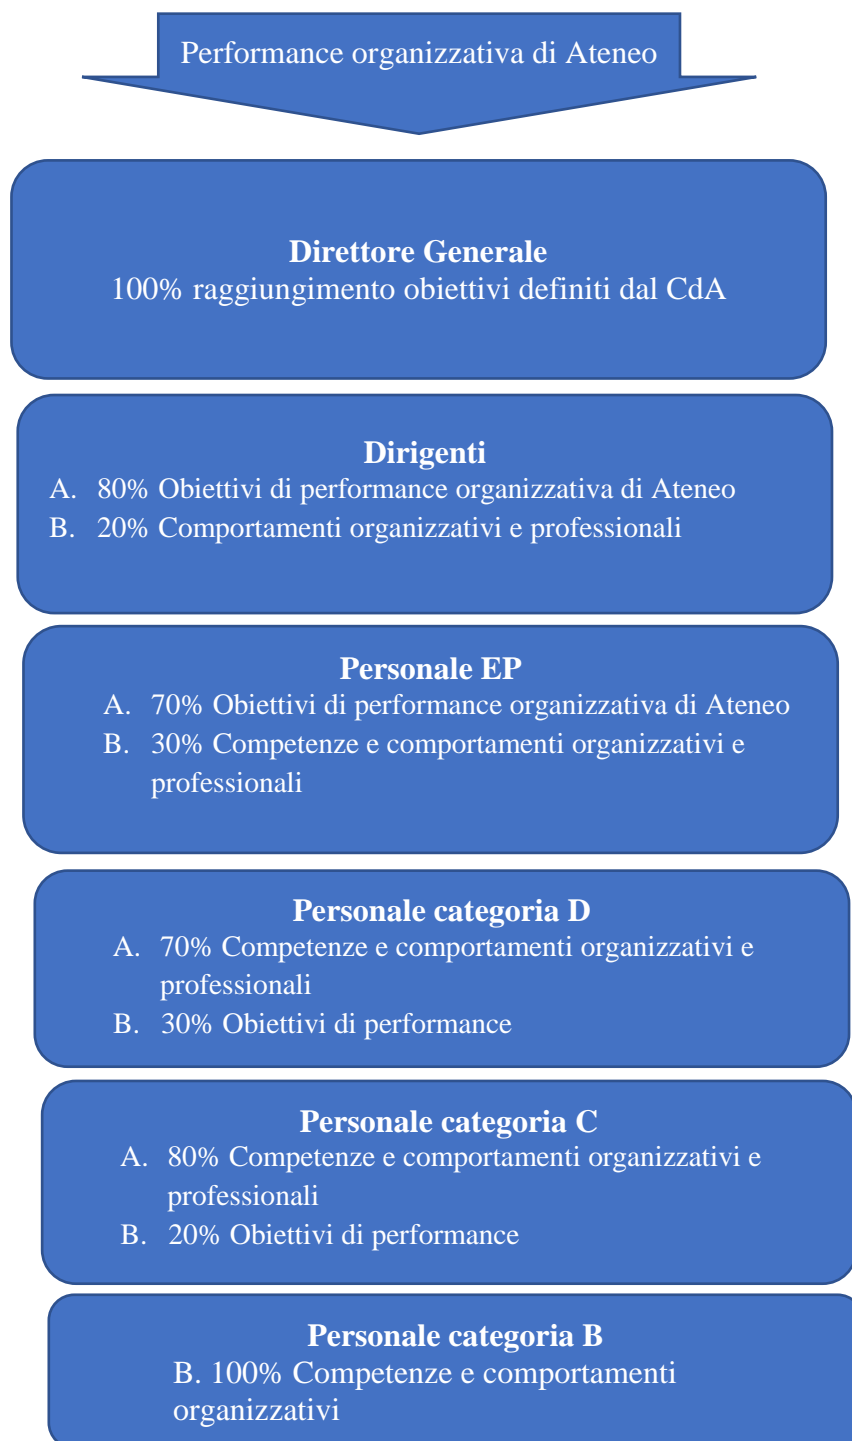 Performance organizzativa di Ateneo
Direttore Generale
100% raggiungimento obiettivi definiti dal CdA
Dirigenti
A. 80% Obiettivi di performance organizzativa di Ateneo
B. 20% Comportamenti organizzativi e professionali
Personale EP
A. 70% Obiettivi di performance organizzativa di Ateneo
B. 30% Competenze e comportamenti organizzativi e
professionali
Personale categoria D
A. 70% Competenze e comportamenti organizzativi e
professionali
B. 30% Obiettivi di performance
Personale categoria C
A. 80% Competenze e comportamenti organizzativi e
professionali
B. 20% Obiettivi di performance
Personale categoria B
B. 100% Competenze e comportamenti
organizzativi